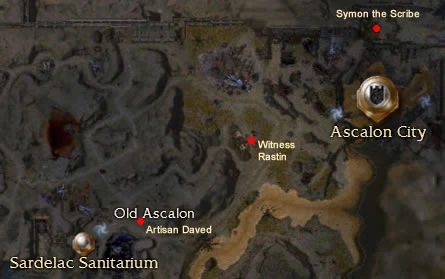 Symon the Scribe
Ascalon City
Witness
Rastin
Old Ascalon
Artisan Daved
Sardelac Sanitarium